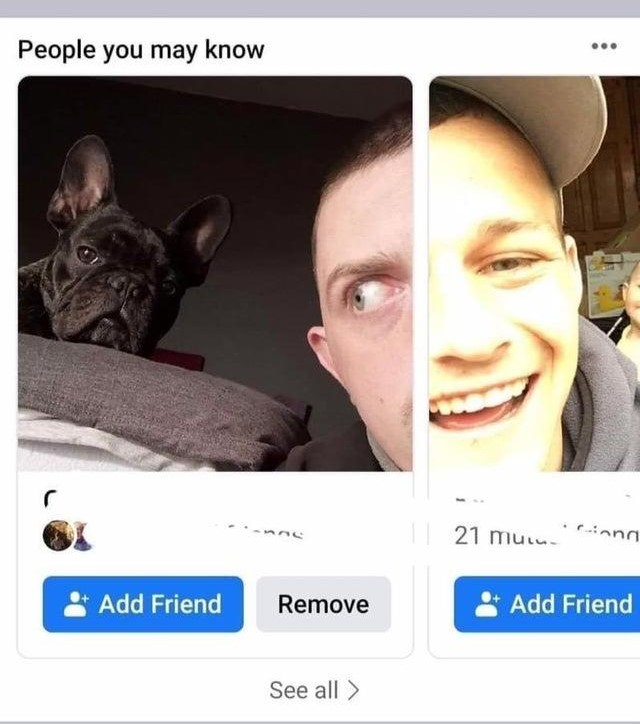 People you may know
21
Add Friend
Remove
Add Friend
See all >